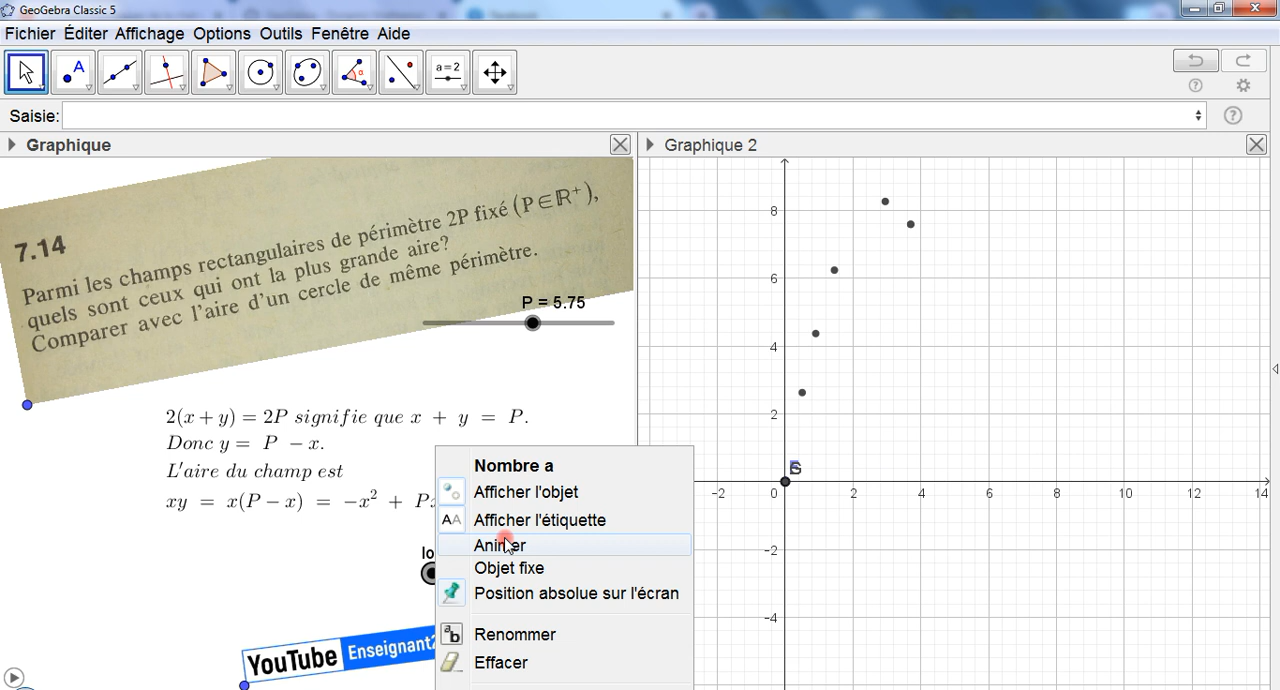 GeoGebra Classic 5
Fichier Éditer Affichage Options Outils Fenêtre Aide
A
α
a = 2
Saisie:
Graphique
Graphique 2
7.14
Parmi les champs rectangulaires de périmètre 2P fixé (P ∈ ℝ⁺),
quels sont ceux qui ont la plus grande aire?
Comparer avec l'aire d'un cercle de même périmètre.
P = 5.75
2(x + y) = 2P signifie que x + y = P.
Donc y = P − x.
L'aire du champ est
xy = x(P − x) = −x² + P
lo
Nombre a
Afficher l'objet
AA Afficher l'étiquette
Animer
Objet fixe
Position absolue sur l'écran
ab Renommer
Effacer
YouTube Enseignant
8
6
4
2
−2 0 2 4 6 8 10 12 14
−2
−4